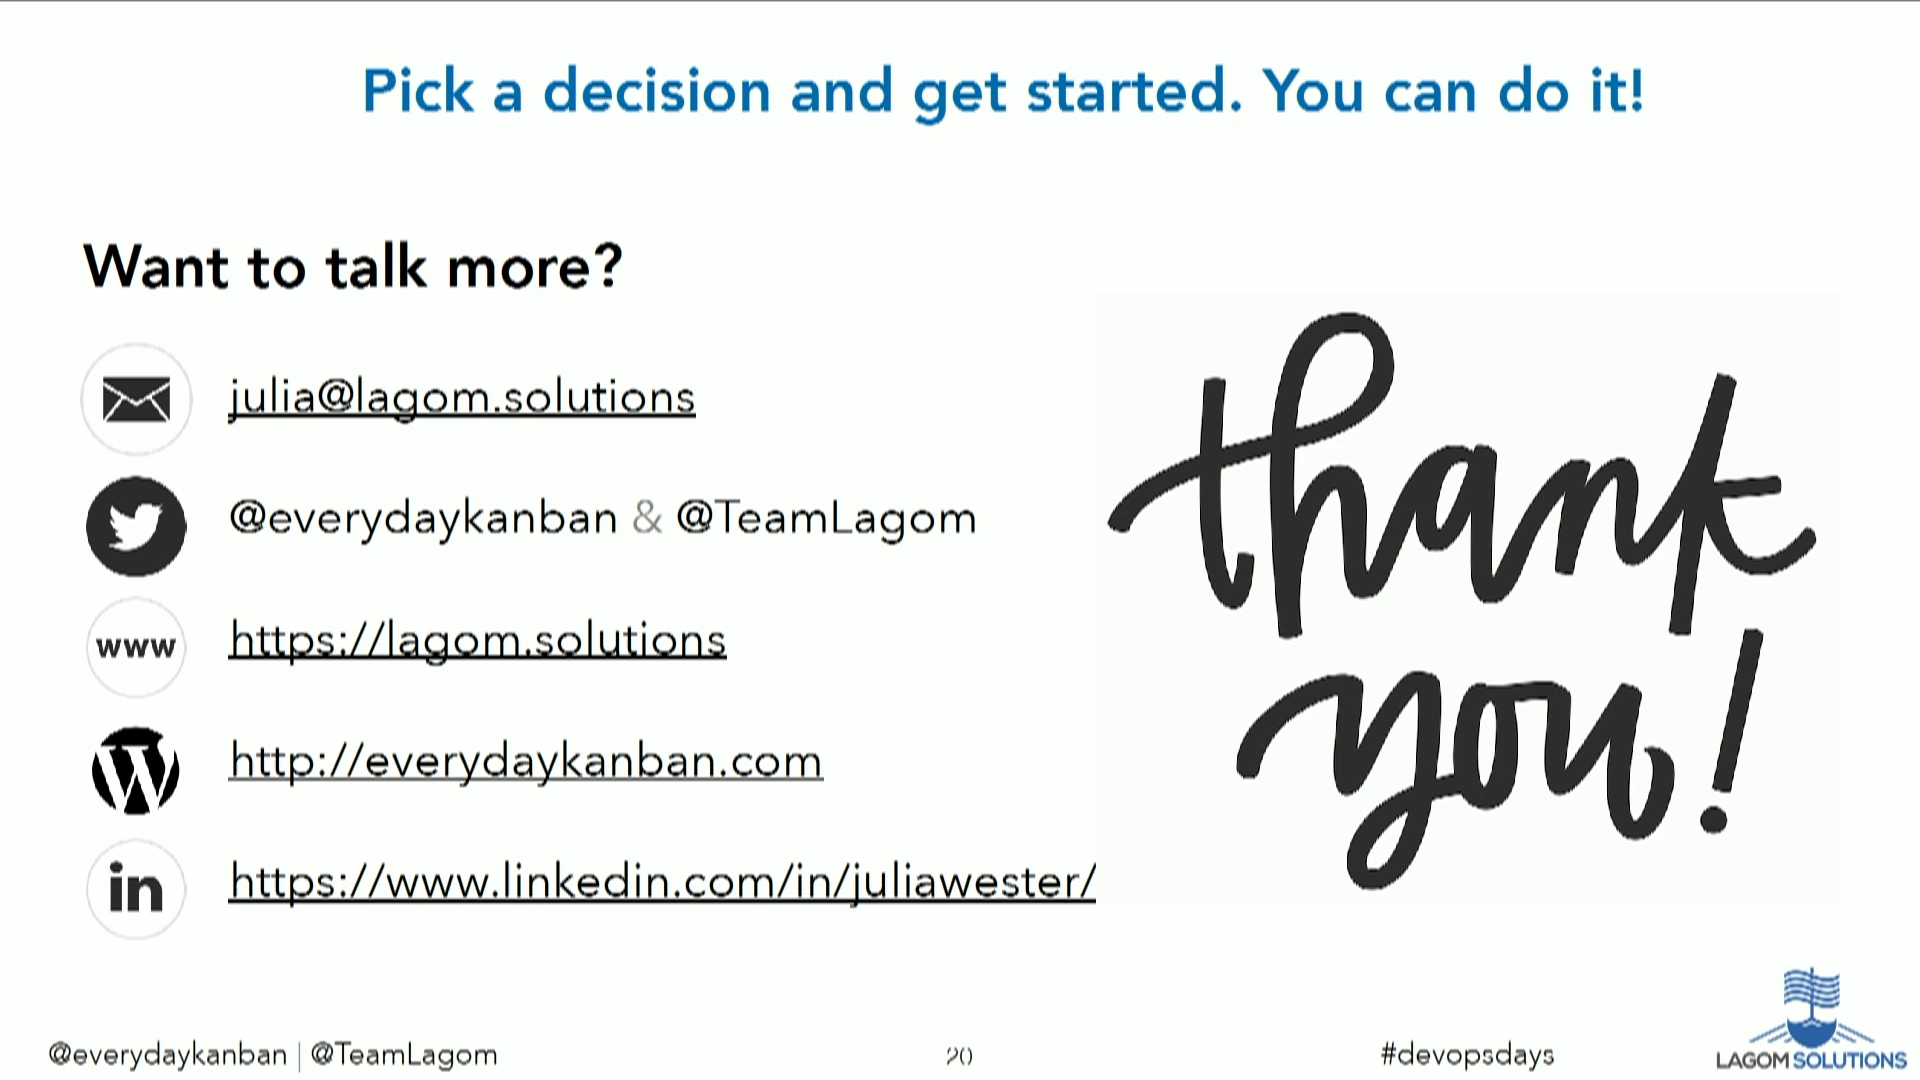 Pick a decision and get started. You can do it!
Want to talk more?
julia@lagom.solutions
@everydaykanban & @TeamLagom
www https://lagom.solutions
http://everydaykanban.com
in https://www.linkedin.com/in/juliawester/
thank
you!
@everydaykanban | @TeamLagom
20
#devopsdays
LAGOM SOLUTIONS